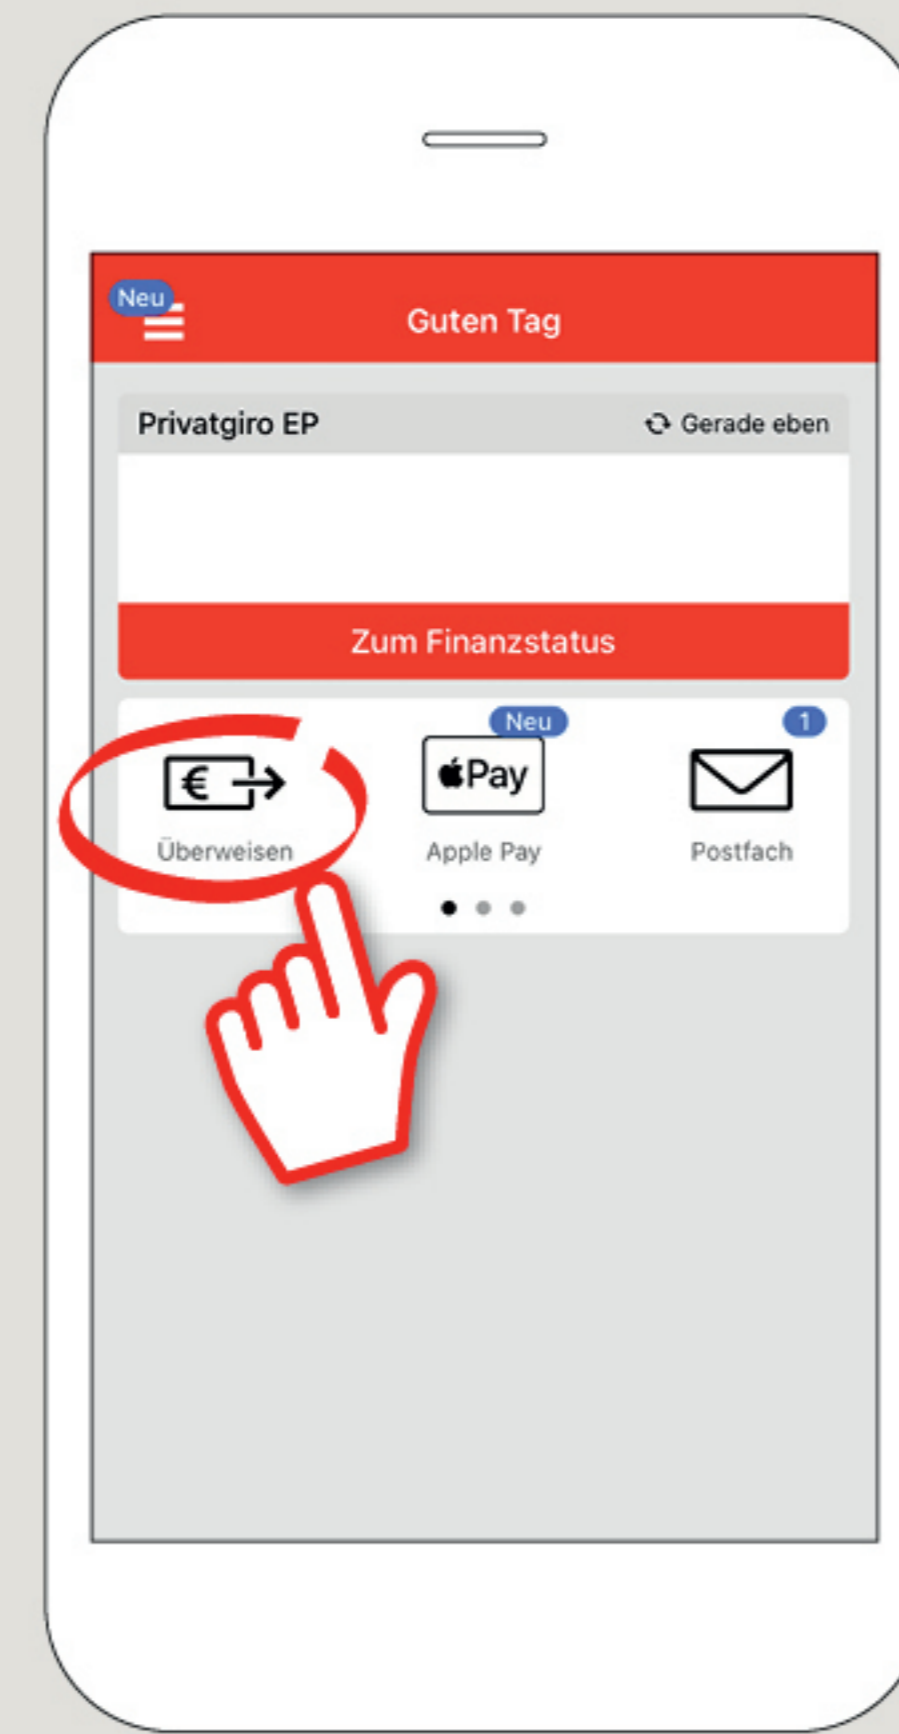 Neu
Guten Tag
Privatgiro EP Gerade eben
Zum Finanzstatus
Neu 1
€ Pay
Überweisen Apple Pay Postfach